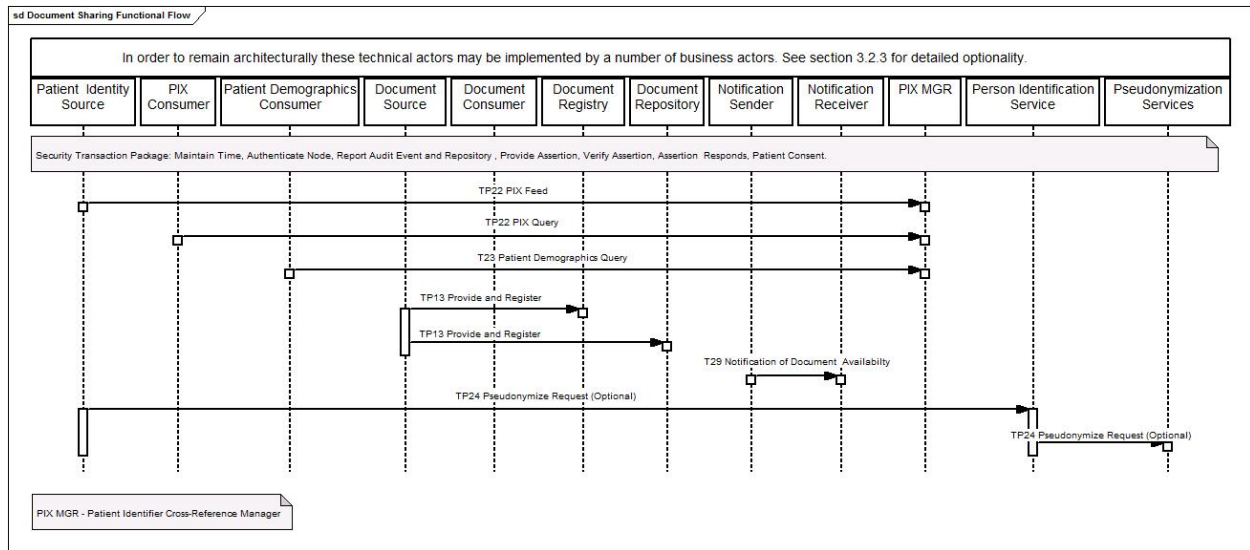 sd Document Sharing Functional Flow
In order to remain architecturally these technical actors may be implemented by a number of business actors. See section 3.2.3 for detailed optionality.
Patient Identity
Source
PIX
Consumer
Patient Demographics
Consumer
Document
Source
Document
Consumer
Document
Registry
Document
Repository
Notification
Sender
Notification
Receiver
PIX MGR
Person Identification
Service
Pseudonymization
Services
Security Transaction Package: Maintain Time, Authenticate Node, Report Audit Event and Repository , Provide Assertion, Verify Assertion, Assertion Responds, Patient Consent.
TP22 PIX Feed
TP22 PIX Query
T23 Patient Demographics Query
TP13 Provide and Register
TP13 Provide and Register
T29 Notification of Document Availabilty
TP24 Pseudonymize Request (Optional)
TP24 Pseudonymize Request (Optional)
PIX MGR - Patient Identifier Cross-Reference Manager